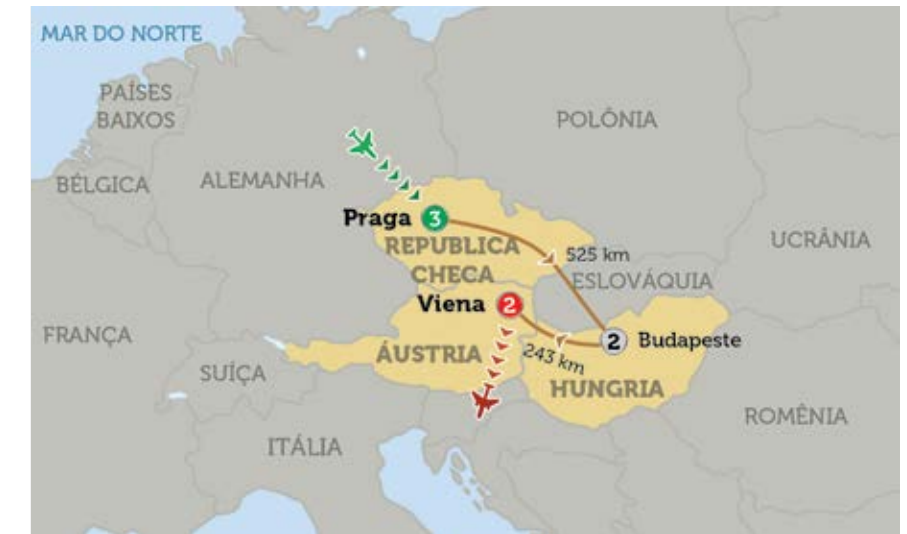 MAR DO NORTE
PAÍSES
BAIXOS
POLÔNIA
BÉLGICA
ALEMANHA
Praga 3
REPUBLICA
CHECA
525 km
UCRÂNIA
ESLOVÁQUIA
Viena 2
FRANÇA
ÁUSTRIA
2 Budapeste
243 km
SUÍÇA
HUNGRIA
ROMÊNIA
ITÁLIA